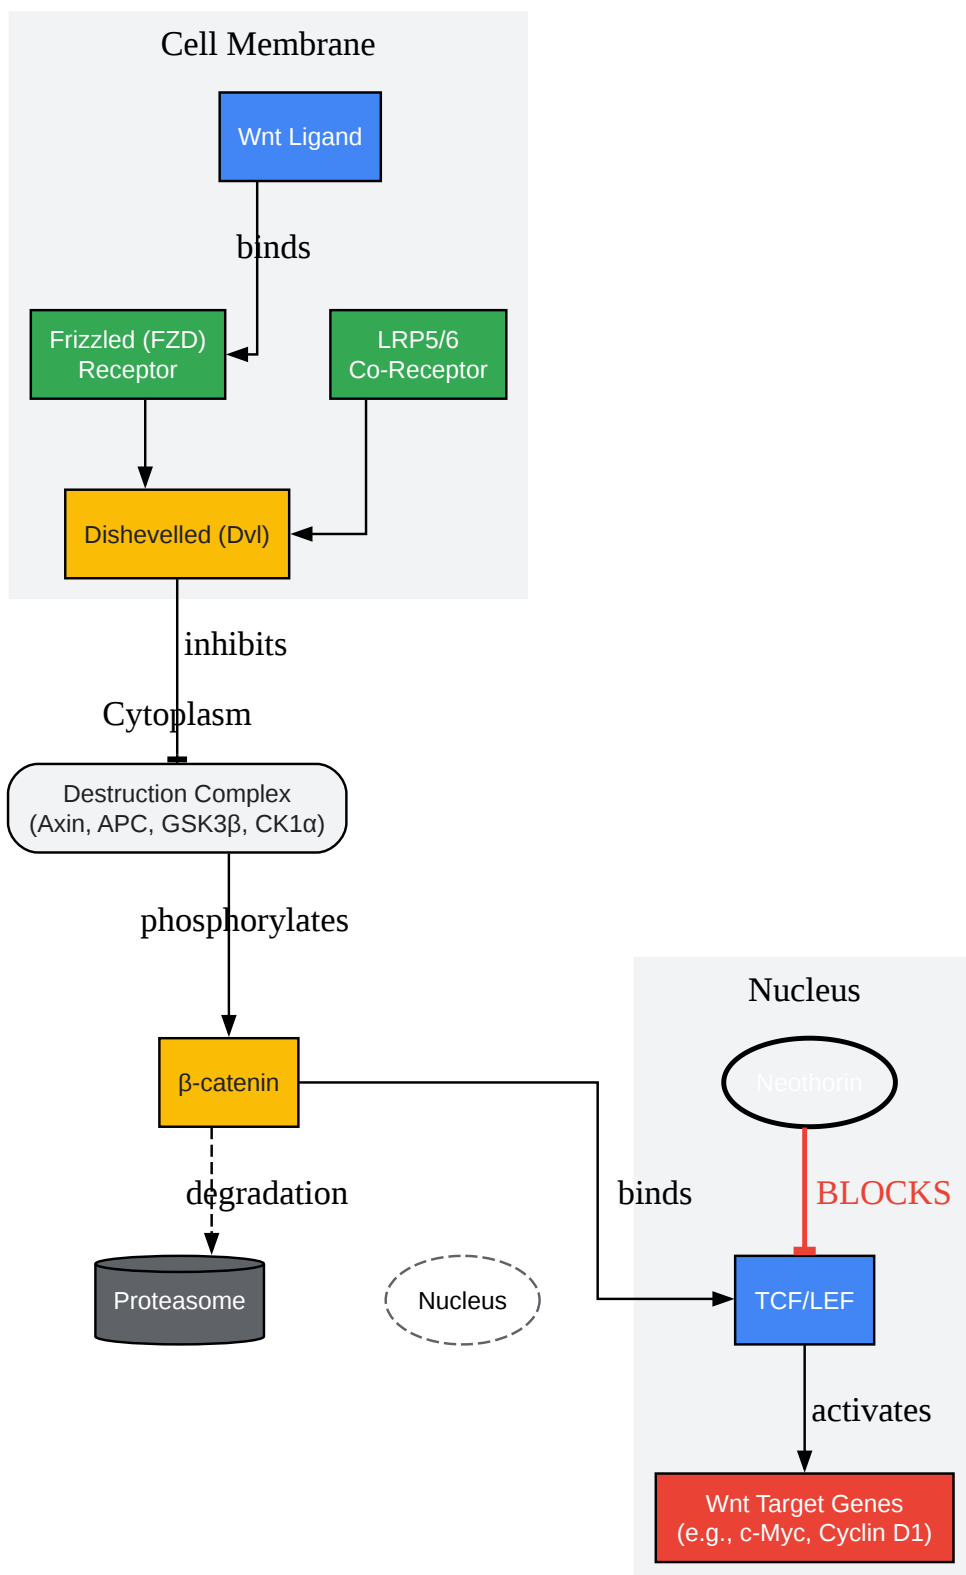 Cell Membrane
Wnt Ligand
binds
Frizzled (FZD)
Receptor
LRP5/6
Co-Receptor
Dishevelled (Dvl)
inhibits
Cytoplasm
Destruction Complex
(Axin, APC, GSK3β, CK1α)
phosphorylates
β-catenin
degradation
Proteasome
Nucleus
Nucleus
Neothorin
binds
BLOCKS
TCF/LEF
activates
Wnt Target Genes
(e.g., c-Myc, Cyclin D1)